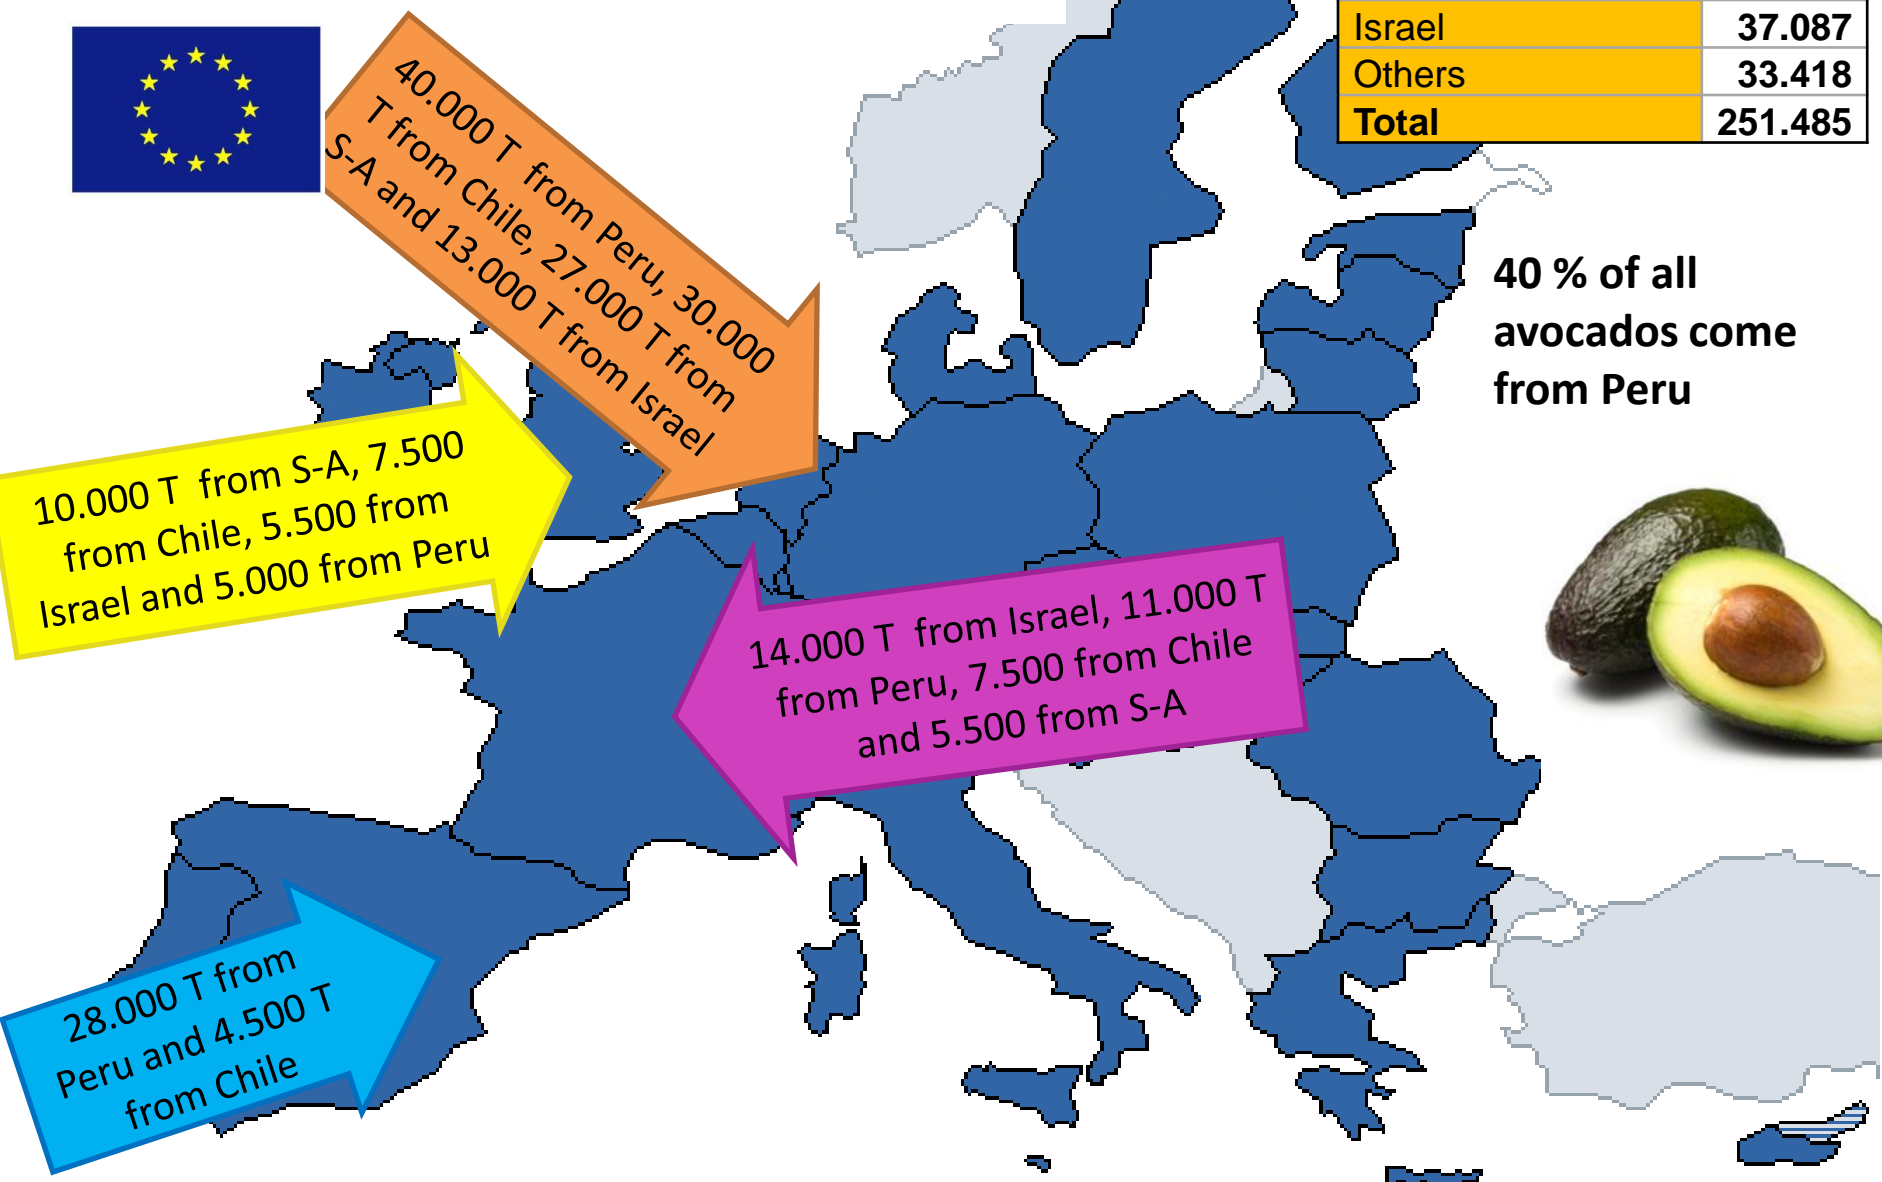 Israel 37.087
Others 33.418
Total 251.485
40.000 T from Peru, 30.000
T from Chile, 27.000 T from
S-A and 13.000 T from Israel
40 % of all
avocados come
from Peru
10.000 T from S-A, 7.500
from Chile, 5.500 from
Israel and 5.000 from Peru
14.000 T from Israel, 11.000 T
from Peru, 7.500 from Chile
and 5.500 from S-A
28.000 T from
Peru and 4.500 T
from Chile